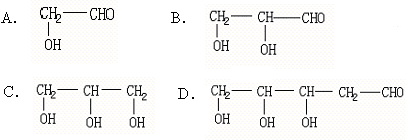 A. CH₂—CHO
OH
B. CH₂—CH—CHO
OH OH
C. CH₂—CH—CH₂
OH OH OH
D. CH₂—CH—CH—CH₂—CHO
OH OH OH